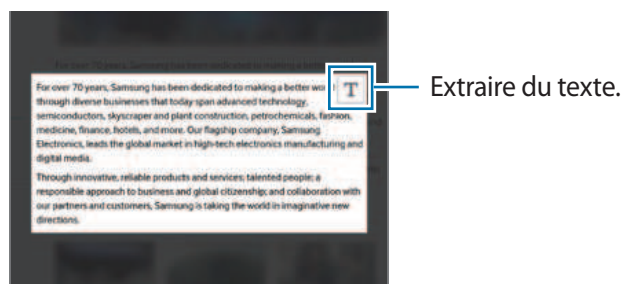 For over 70 years, Samsung has been dedicated to making a better
through diverse businesses that today span advanced technology,
semiconductors, skyscraper and plant construction, petrochemicals, fashion,
medicine, finance, hotels, and more. Our flagship company, Samsung
Electronics, leads the global market in high-tech electronics manufacturing and
digital media.
Through innovative, reliable products and services; talented people; a
responsible approach to business and global citizenship; and collaboration with
our partners and customers, Samsung is taking the world in imaginative new
directions.
T
Extraire du texte.